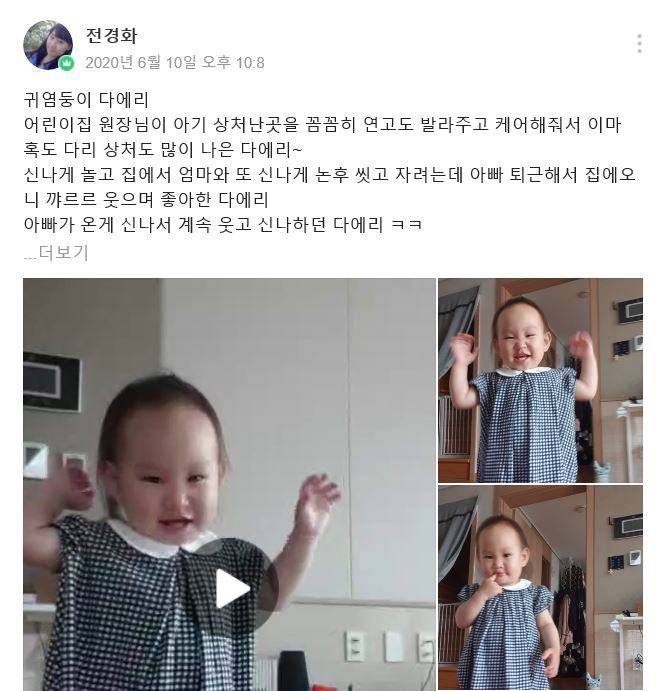 전경화
2020년 6월 10일 오후 10:8
귀염둥이 다에리
어린이집 원장님이 아기 상처난곳을 꼼꼼히 연고도 발라주고 케어해줘서 이마
혹도 다리 상처도 많이 나은 다에리~
신나게 놀고 집에서 엄마와 또 신나게 논후 씻고 자려는데 아빠 퇴근해서 집에오
니 꺄르르 웃으며 좋아한 다에리
아빠가 온게 신나서 계속 웃고 신나하던 다에리 ㅋㅋ
...더보기